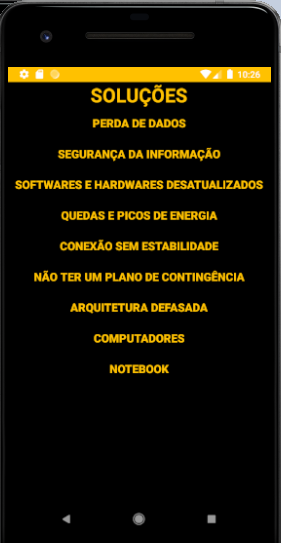 10:26
SOLUÇÕES
PERDA DE DADOS
SEGURANÇA DA INFORMAÇÃO
SOFTWARES E HARDWARES DESATUALIZADOS
QUEDAS E PICOS DE ENERGIA
CONEXÃO SEM ESTABILIDADE
NÃO TER UM PLANO DE CONTINGÊNCIA
ARQUITETURA DEFASADA
COMPUTADORES
NOTEBOOK